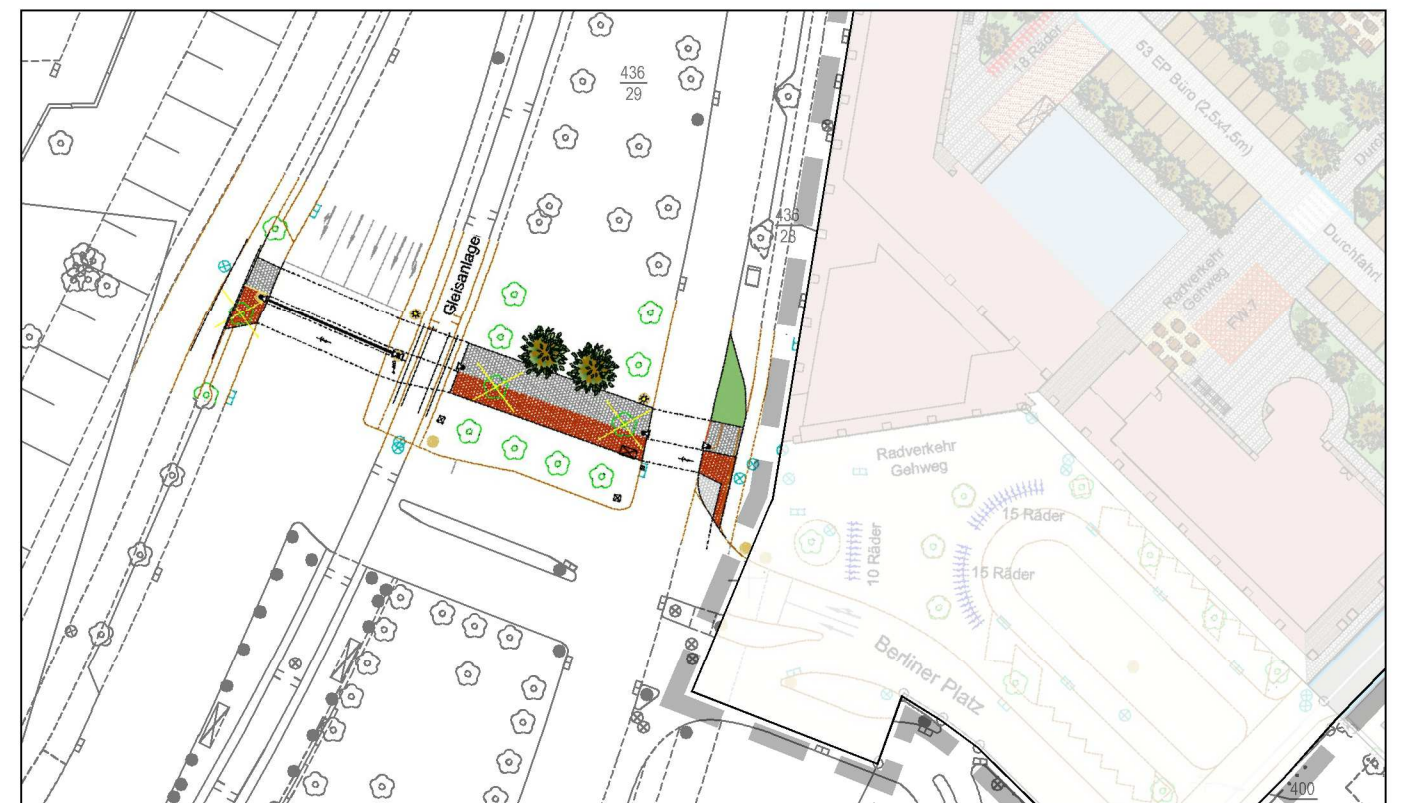 436
29
18 Räder
53 EP Büro (2,5x4,5m)
436
28
Gleisanlage
Durchfahrt
Radverkehr
Gehweg
FW.7
Radverkehr
Gehweg
15 Räder
10 Räder
15 Räder
Berliner Platz
400